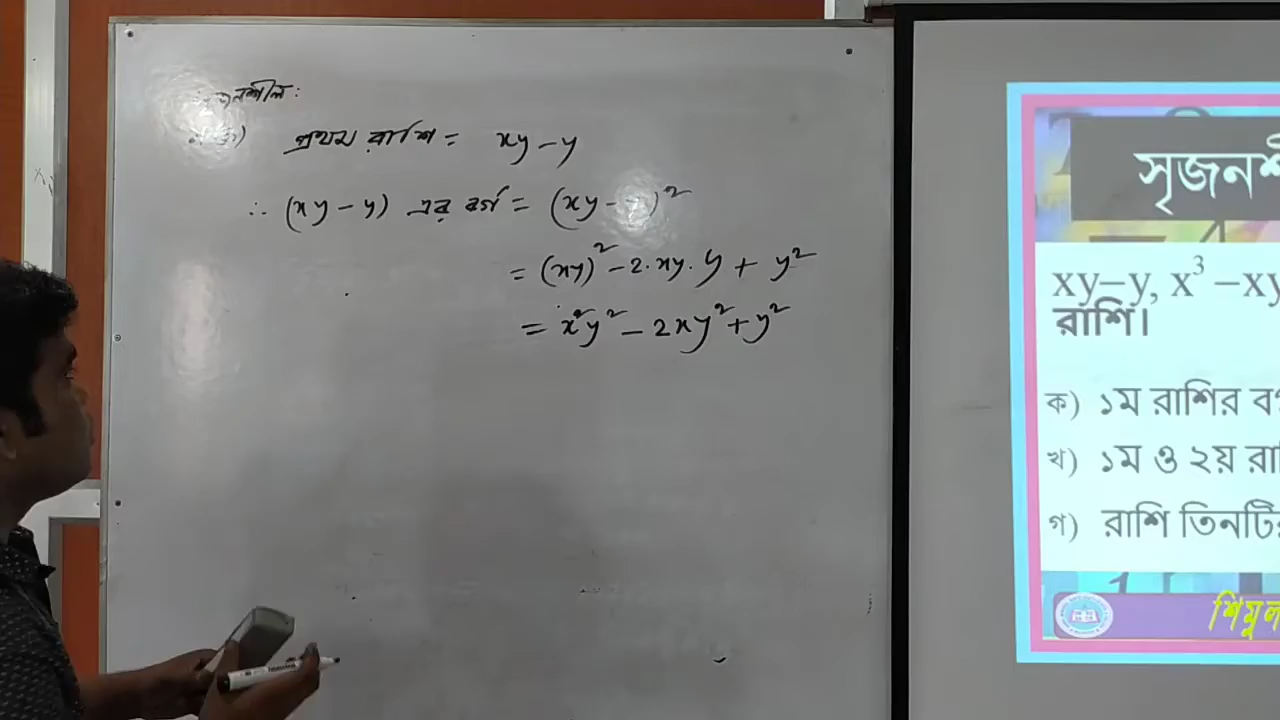 প্রথম রাশি = xy – y
∴ (xy – y) এর বর্গ = (xy – )²
= (xy)² – 2·xy·y + y²
= x²y² – 2xy² + y²
xy–y, x³ –xy
রাশি।
ক) ১ম রাশির
খ) ১ম ও ২য়
গ) রাশি তিনটির